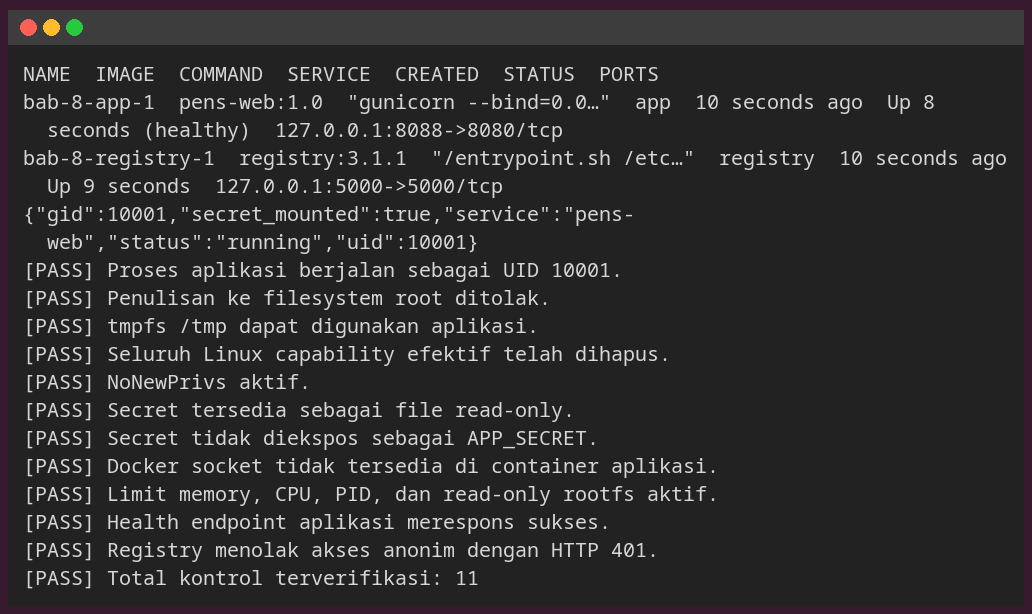 NAME  IMAGE  COMMAND  SERVICE  CREATED  STATUS  PORTS
bab-8-app-1  pens-web:1.0  "gunicorn --bind=0.0…"  app  10 seconds ago  Up 8
  seconds (healthy)  127.0.0.1:8088->8080/tcp
bab-8-registry-1  registry:3.1.1  "/entrypoint.sh /etc…"  registry  10 seconds ago
  Up 9 seconds  127.0.0.1:5000->5000/tcp
{"gid":10001,"secret_mounted":true,"service":"pens-
  web","status":"running","uid":10001}
[PASS] Proses aplikasi berjalan sebagai UID 10001.
[PASS] Penulisan ke filesystem root ditolak.
[PASS] tmpfs /tmp dapat digunakan aplikasi.
[PASS] Seluruh Linux capability efektif telah dihapus.
[PASS] NoNewPrivs aktif.
[PASS] Secret tersedia sebagai file read-only.
[PASS] Secret tidak diekspos sebagai APP_SECRET.
[PASS] Docker socket tidak tersedia di container aplikasi.
[PASS] Limit memory, CPU, PID, dan read-only rootfs aktif.
[PASS] Health endpoint aplikasi merespons sukses.
[PASS] Registry menolak akses anonim dengan HTTP 401.
[PASS] Total kontrol terverifikasi: 11